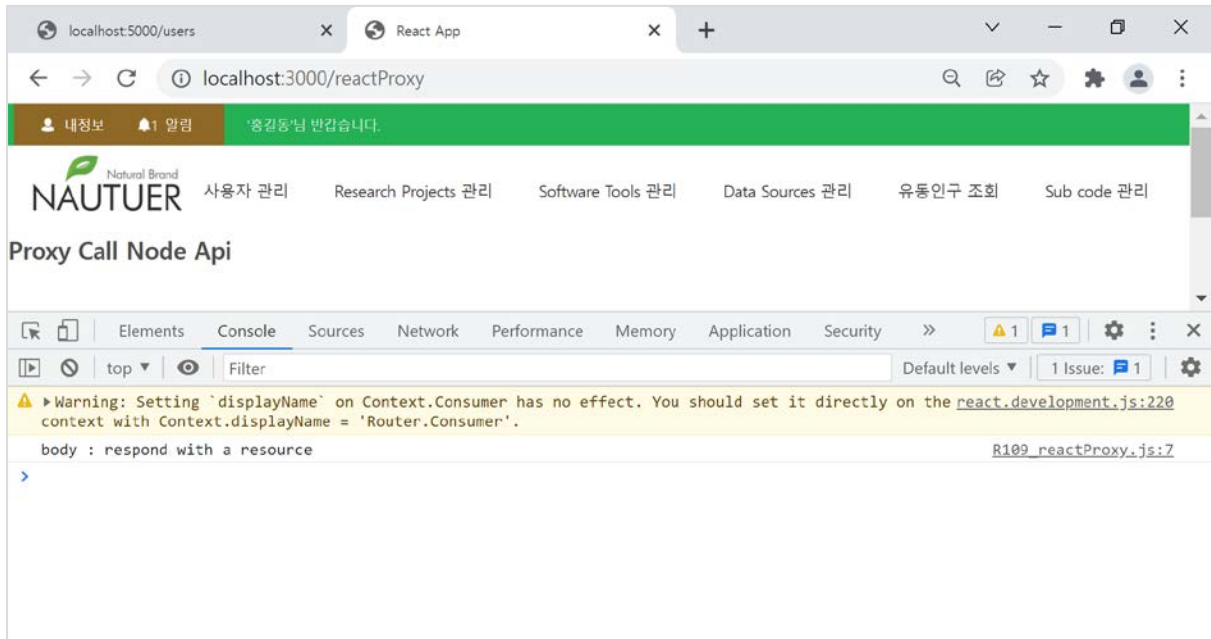 localhost:5000/users
React App
localhost:3000/reactProxy
내정보 1 알림 '홍길동'님 반갑습니다.
Natural Brand
NAUTUER
사용자 관리 Research Projects 관리 Software Tools 관리 Data Sources 관리 유동인구 조회 Sub code 관리
Proxy Call Node Api
Elements Console Sources Network Performance Memory Application Security » 1 1
top Filter Default levels 1 Issue: 1
Warning: Setting `displayName` on Context.Consumer has no effect. You should set it directly on the react.development.js:220
context with Context.displayName = 'Router.Consumer'.
body : respond with a resource R109_reactProxy.js:7